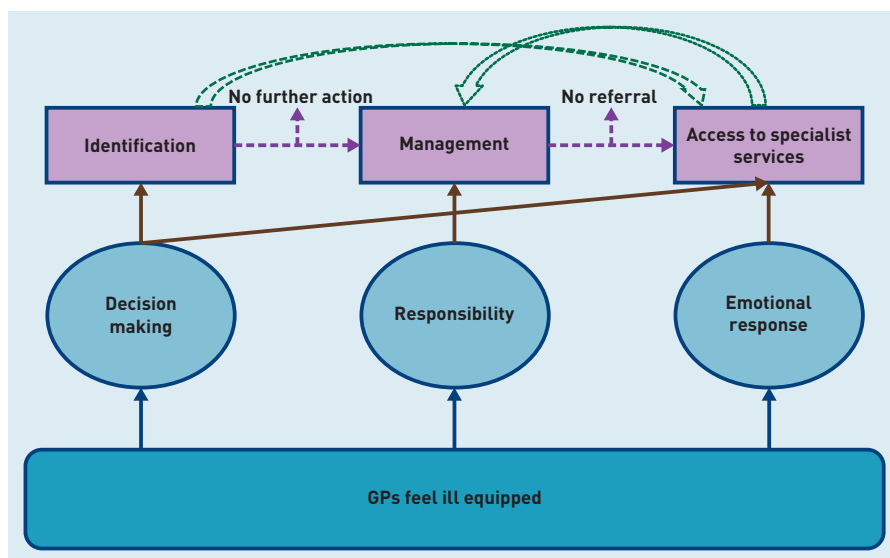 No further action
No referral
Identification
Management
Access to specialist
services
Decision
making
Responsibility
Emotional
response
GPs feel ill equipped